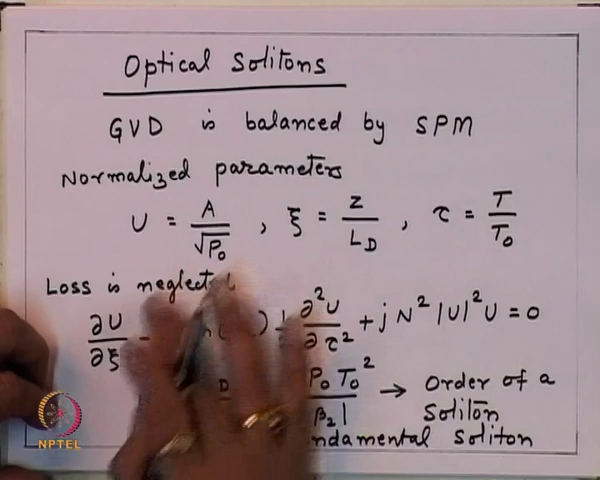 Optical Solitons
GVD is balanced by SPM
Normalized parameters
U = A / √P₀ , ξ = z / L_D , τ = T / T₀
Loss is neglected
∂U/∂ξ ∂²U/∂τ² + j N² |U|² U = 0
P₀ T₀² / β₂| → Order of a
Soliton
ndamental Soliton
NPTEL